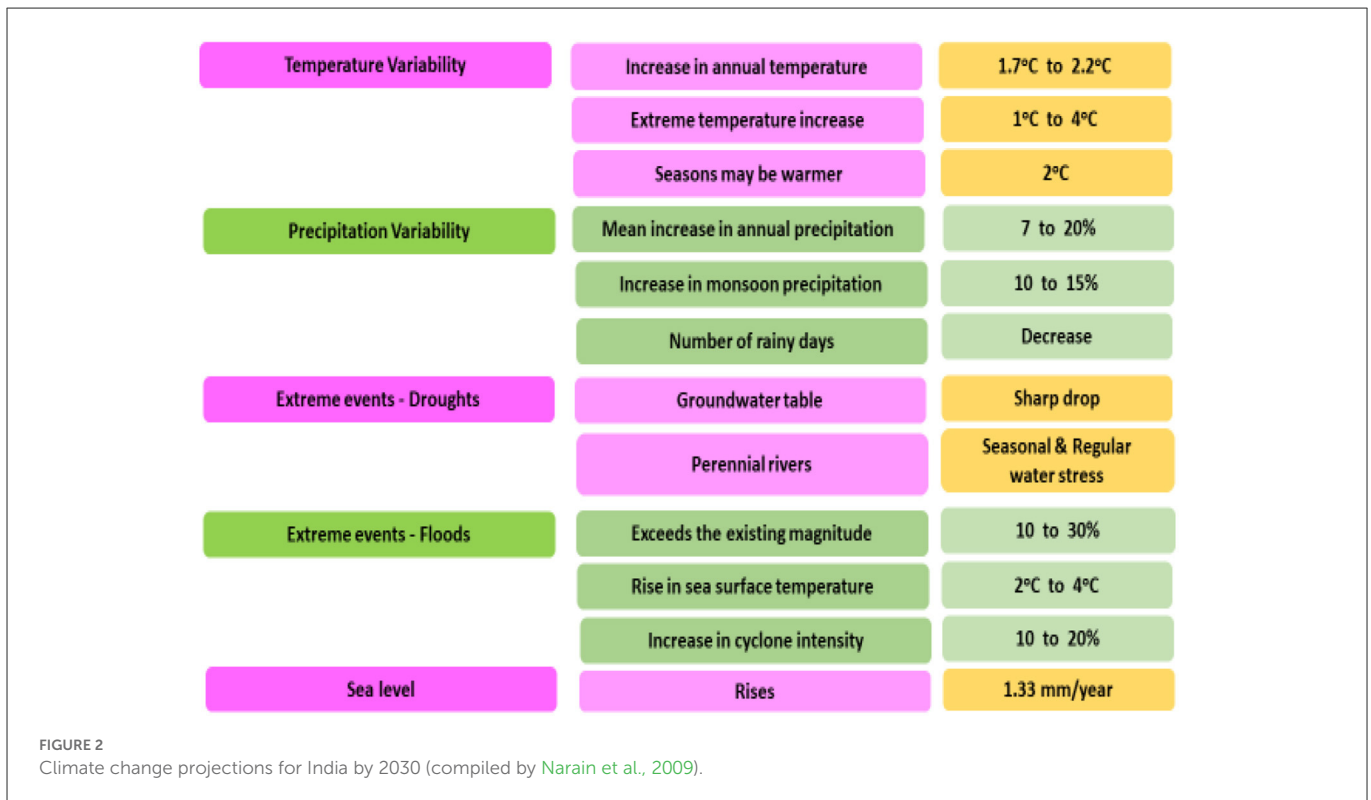 Temperature Variability
Increase in annual temperature
1.7°C to 2.2°C
Extreme temperature increase
1°C to 4°C
Seasons may be warmer
2°C
Precipitation Variability
Mean increase in annual precipitation
7 to 20%
Increase in monsoon precipitation
10 to 15%
Number of rainy days
Decrease
Extreme events - Droughts
Groundwater table
Sharp drop
Perennial rivers
Seasonal & Regular
water stress
Extreme events - Floods
Exceeds the existing magnitude
10 to 30%
Rise in sea surface temperature
2°C to 4°C
Increase in cyclone intensity
10 to 20%
Sea level
Rises
1.33 mm/year
FIGURE 2
Climate change projections for India by 2030 (compiled by Narain et al., 2009).